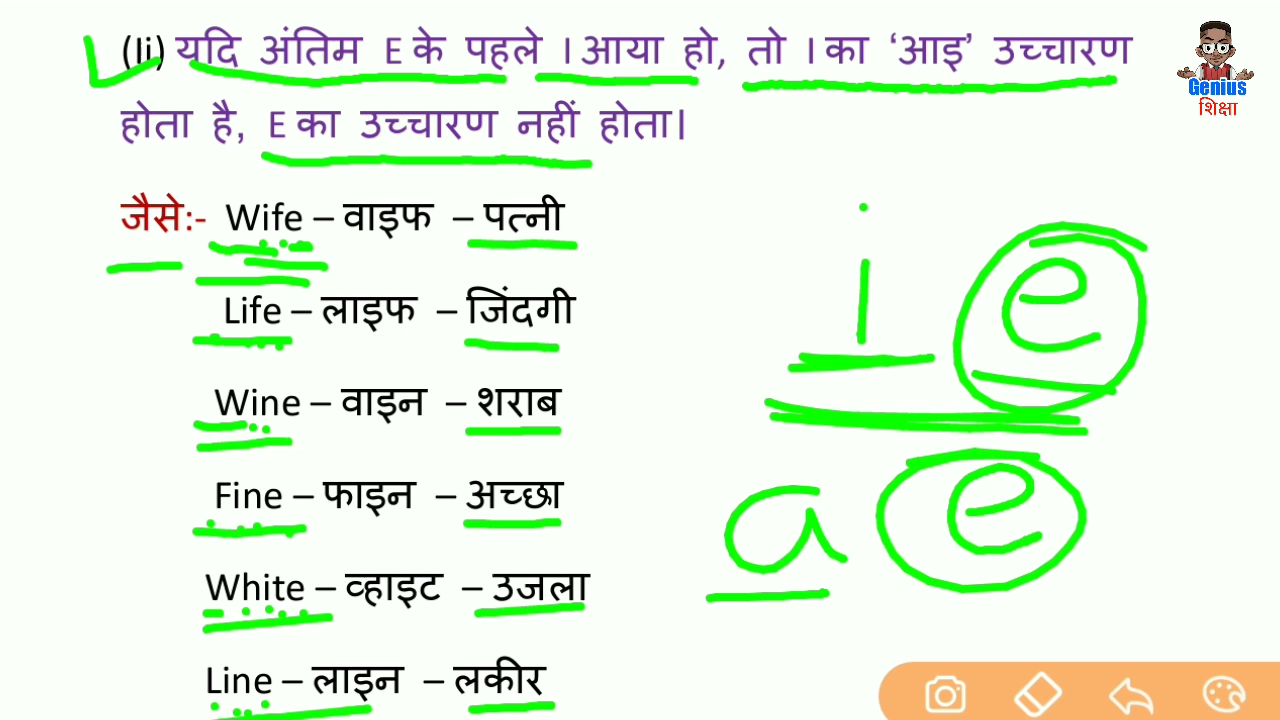 (Ii) यदि अंतिम E के पहले I आया हो, तो I का ‘आइ’ उच्चारण
होता है, E का उच्चारण नहीं होता।
जैसे:- Wife – वाइफ – पत्नी
Life – लाइफ – जिंदगी
Wine – वाइन – शराब
Fine – फाइन – अच्छा
White – व्हाइट – उजला
Line – लाइन – लकीर
i e
a e
Genius
शिक्षा